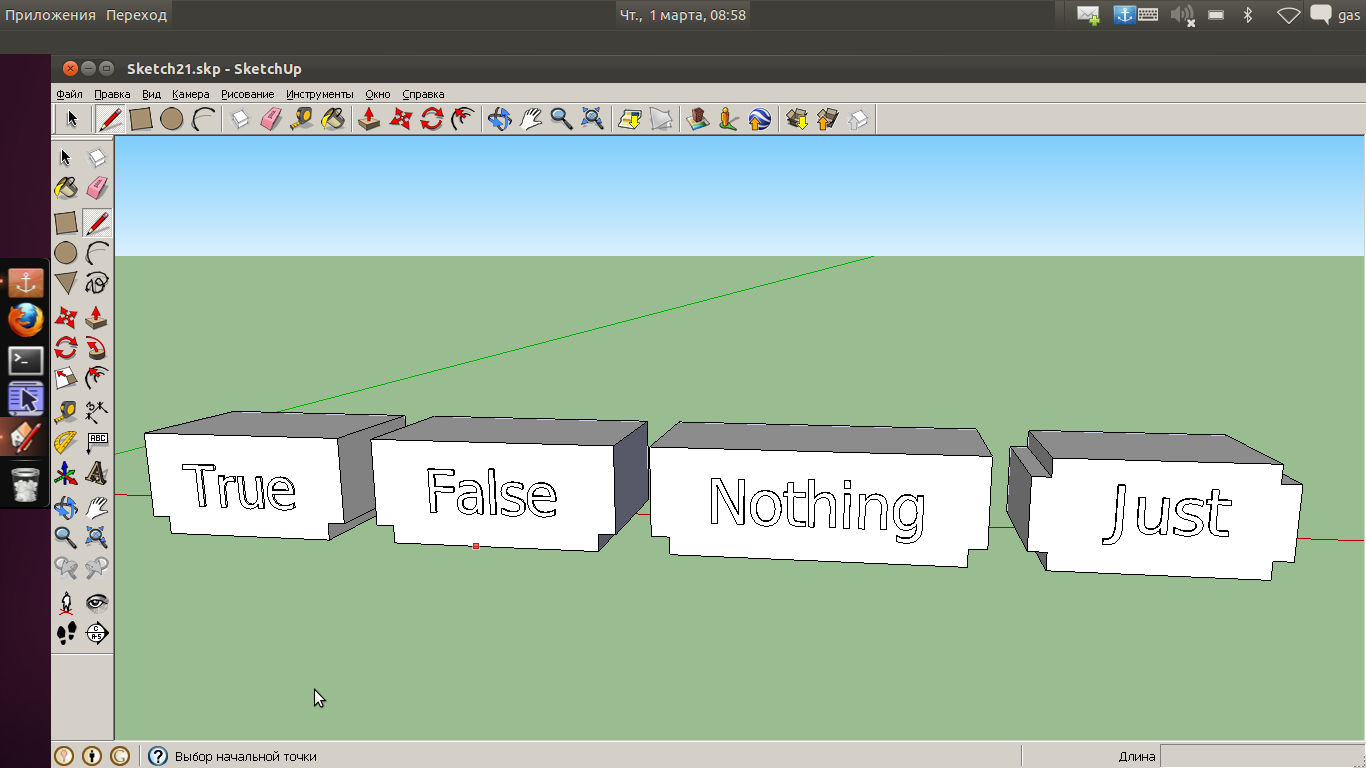 Приложения Переход
Чт., 1 марта, 08:58
gas
Sketch21.skp - SketchUp
Файл Правка Вид Камера Рисование Инструменты Окно Справка
ABC
True False Nothing Just
Выбор начальной точки
Длина